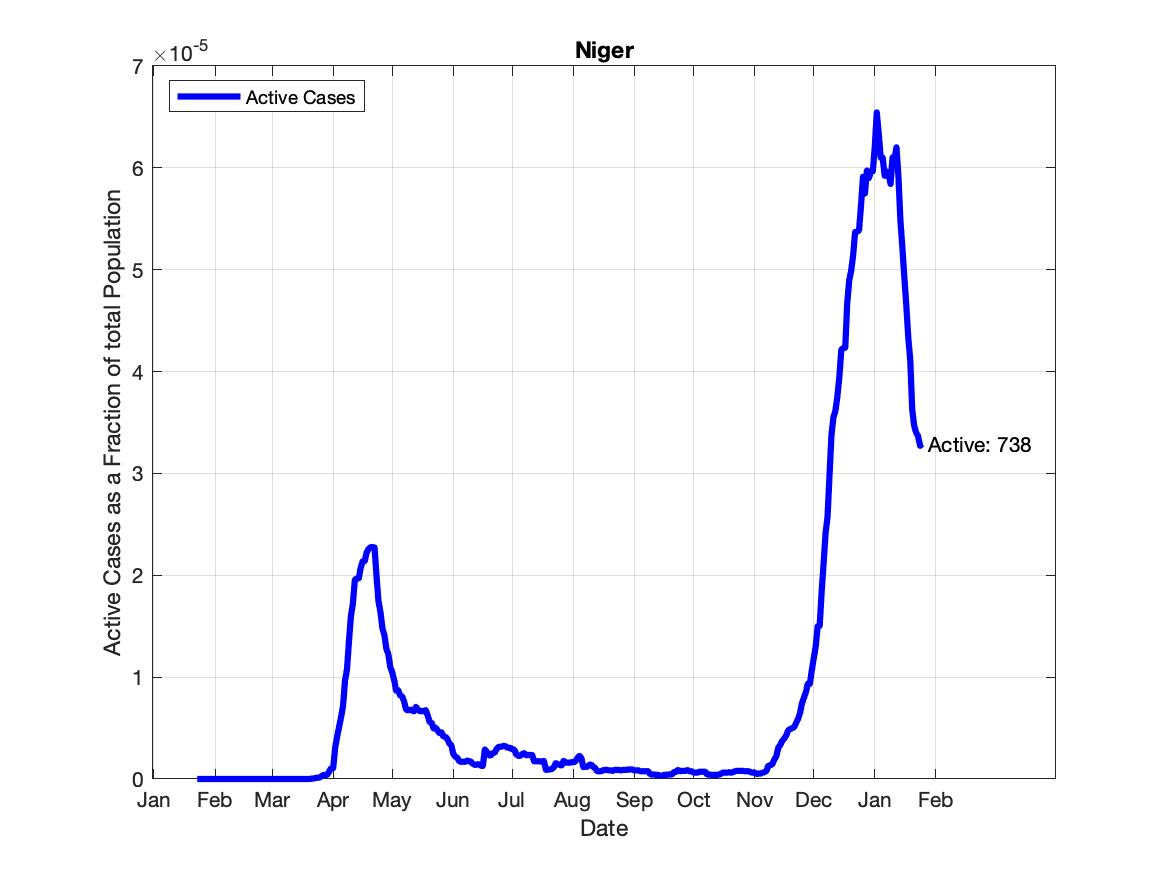 Niger
×10-5
7
6
5
4
3
2
1
0
Active Cases as a Fraction of total Population
Active Cases
Active: 738
Jan Feb Mar Apr May Jun Jul Aug Sep Oct Nov Dec Jan Feb
Date